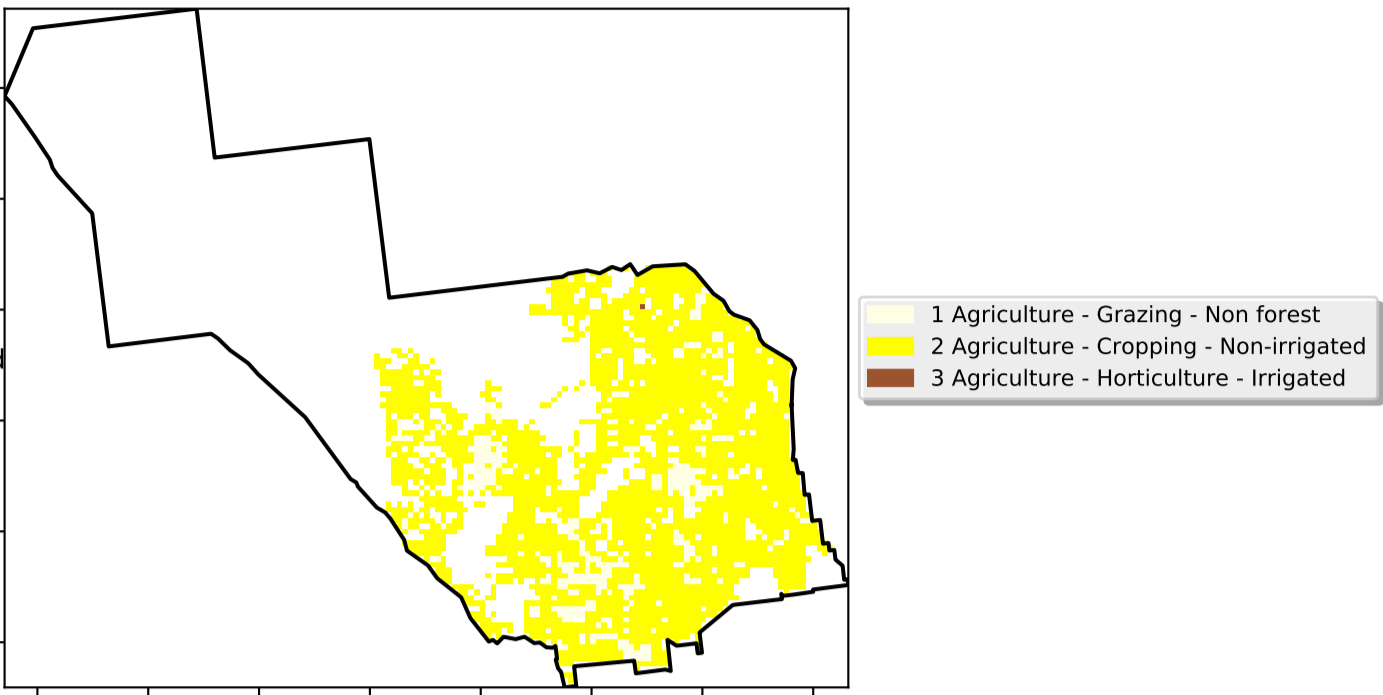 1 Agriculture - Grazing - Non forest
2 Agriculture - Cropping - Non-irrigated
3 Agriculture - Horticulture - Irrigated